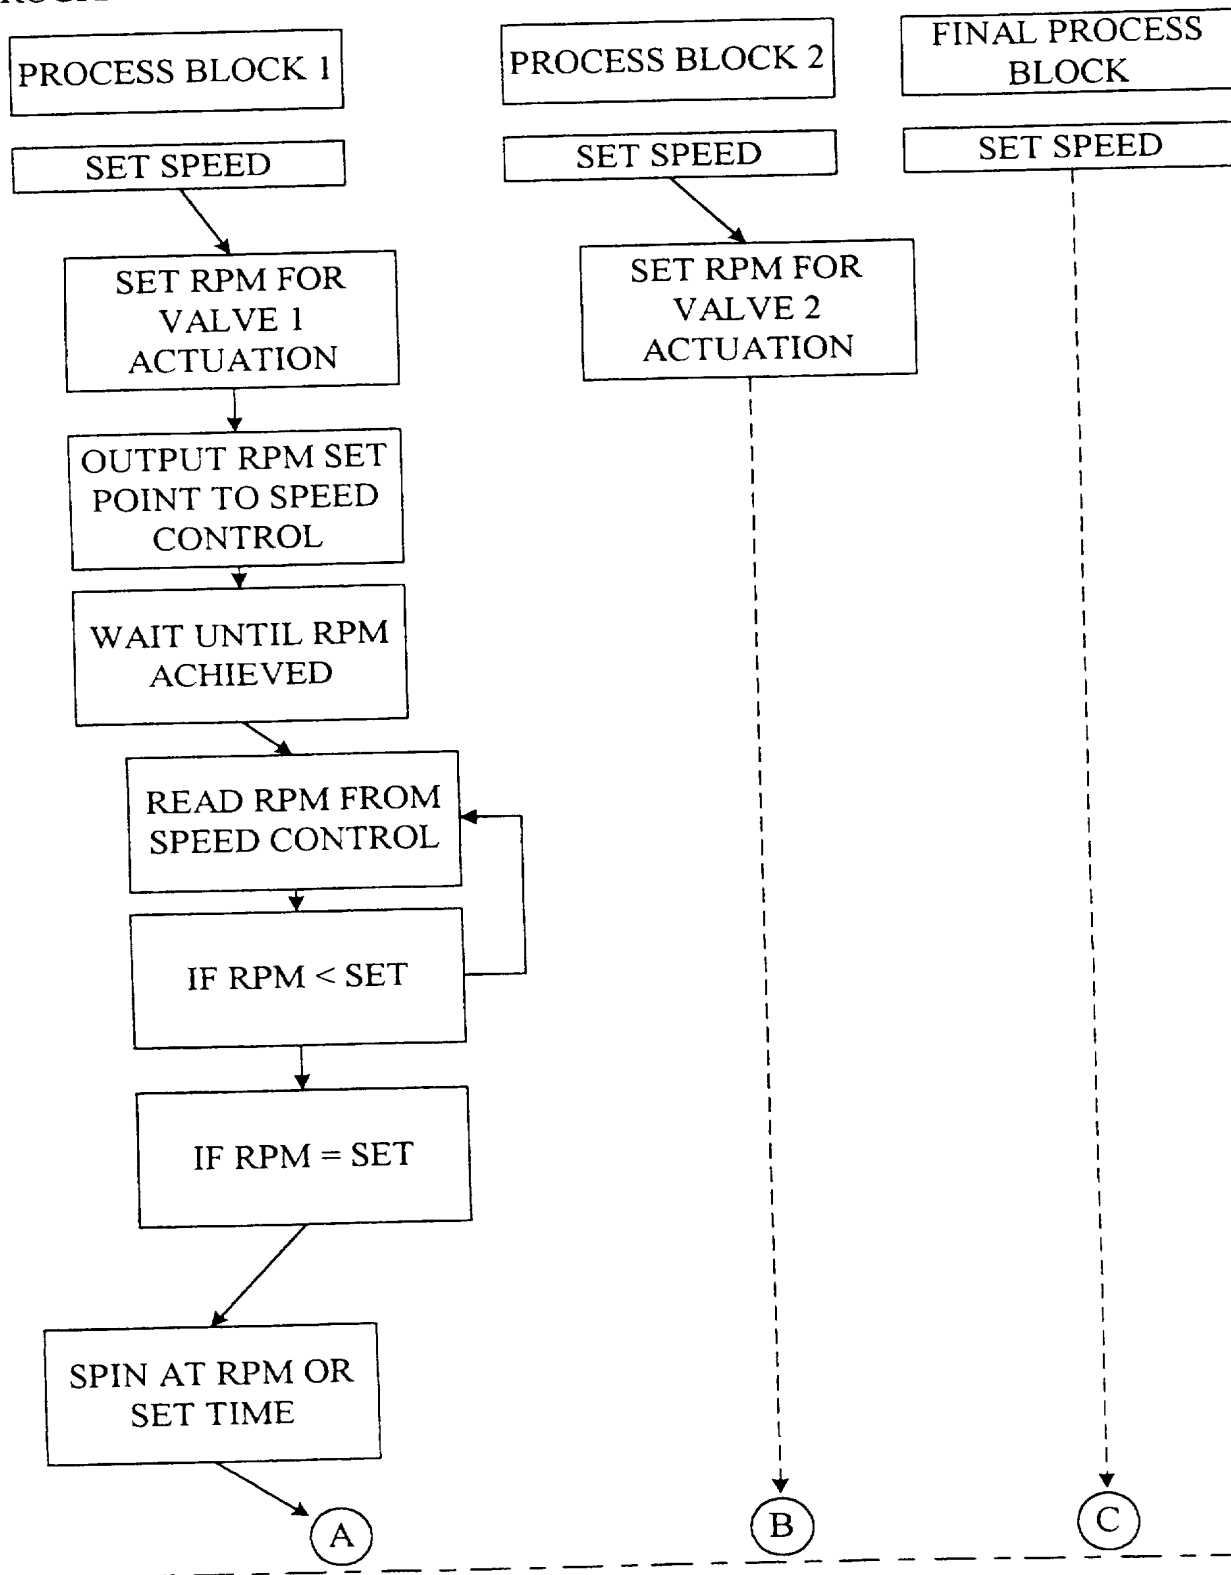 PROCESS BLOCK 1
SET SPEED
SET RPM FOR
VALVE 1
ACTUATION
OUTPUT RPM SET
POINT TO SPEED
CONTROL
WAIT UNTIL RPM
ACHIEVED
READ RPM FROM
SPEED CONTROL
IF RPM < SET
IF RPM = SET
SPIN AT RPM OR
SET TIME
A
PROCESS BLOCK 2
SET SPEED
SET RPM FOR
VALVE 2
ACTUATION
B
FINAL PROCESS
BLOCK
SET SPEED
C